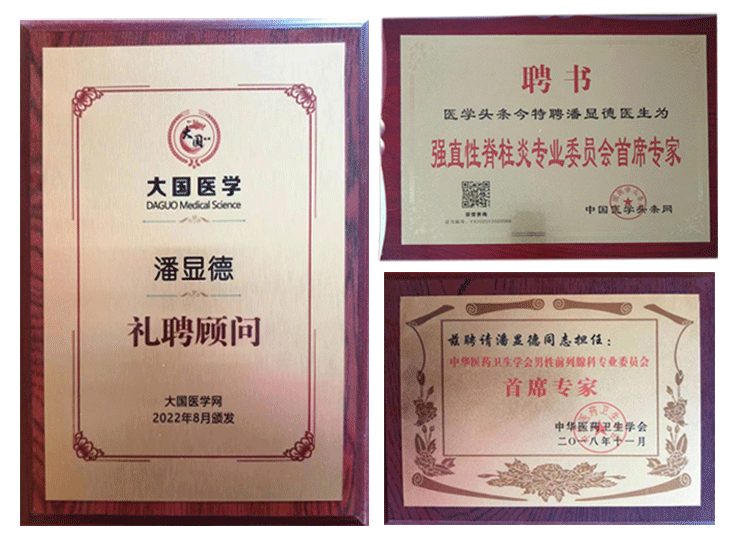 大国
大国医学
DAGUO Medical Science
潘显德
礼聘顾问
大国医学网
2022年8月颁发
聘书
医学头条今特聘潘显德医生为
强直性脊柱炎专业委员会首席专家
中国医学头条网
兹聘请潘显德同志担任：
中华医药卫生学会男性前列腺科专业委员会
首席专家
中华医药卫生学会
二〇一八年十一月